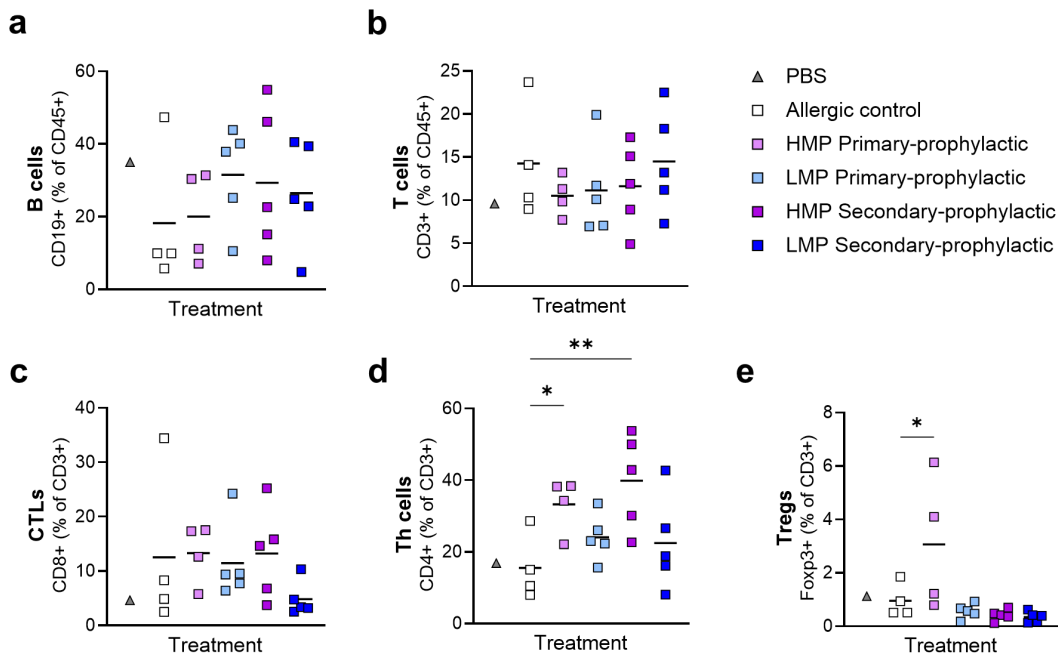 a
B cells
CD19+ (% of CD45+)
60
40
20
0
Treatment
b
T cells
CD3+ (% of CD45+)
25
20
15
10
5
0
Treatment
PBS
Allergic control
HMP Primary-prophylactic
LMP Primary-prophylactic
HMP Secondary-prophylactic
LMP Secondary-prophylactic
c
CTLs
CD8+ (% of CD3+)
40
30
20
10
0
Treatment
d
Th cells
CD4+ (% of CD3+)
60
40
20
0
**
*
Treatment
e
Tregs
Foxp3+ (% of CD3+)
8
6
4
2
0
*
Treatment